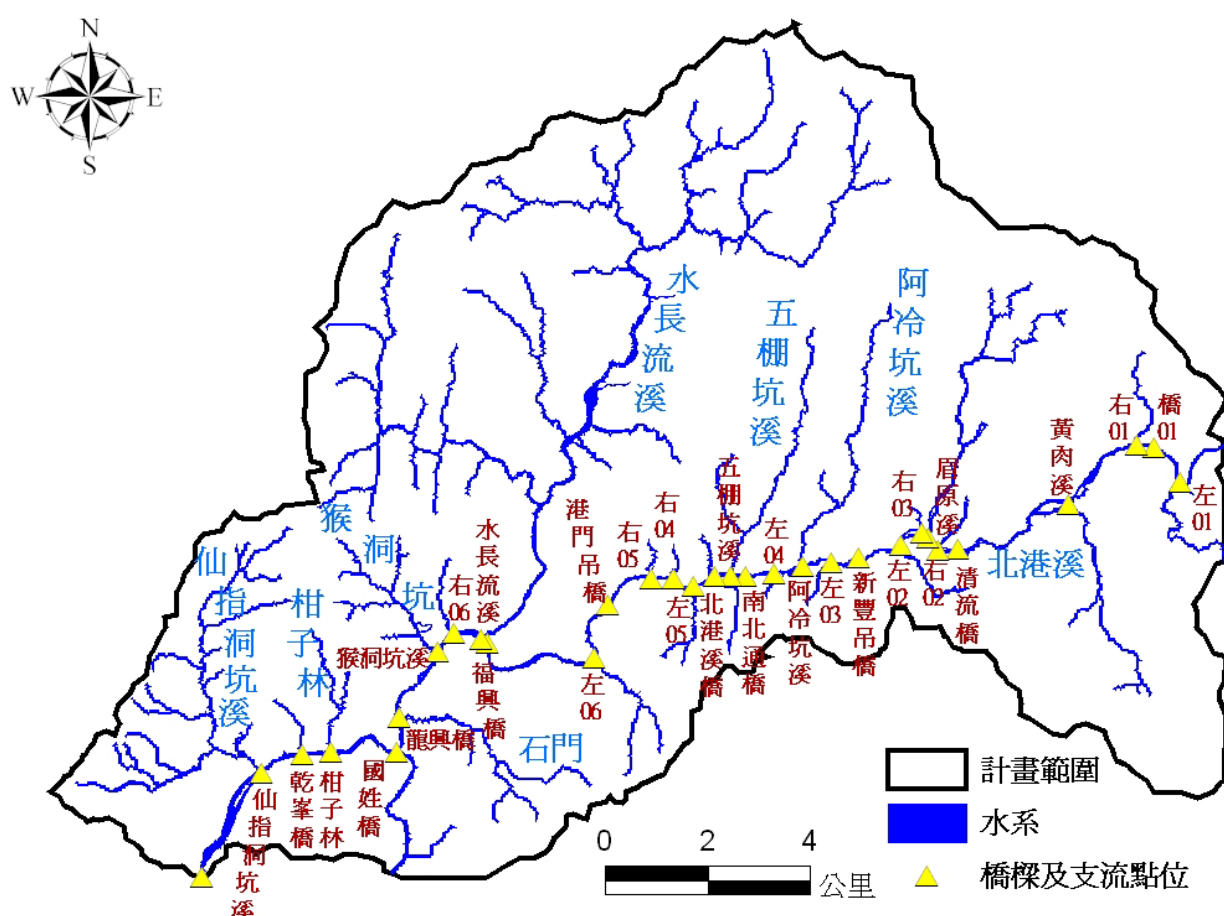 N
W
E
S
水長流溪
五棚坑溪
阿冷坑溪
右01
橋01
黃肉溪
左01
右03
眉原溪
五棚坑溪
右04
右05
港門吊橋
左04
北港溪
猴洞坑
水長流溪
右06
仙指洞坑溪
柑子林
猴洞坑溪
福興橋
左06
左05
北港溪橋
南北通橋
阿冷坑溪
左03
新豐吊橋
左02
右02
清流橋
龍興橋
石門
國姓橋
柑子林
乾峯橋
仙指洞坑溪
計畫範圍
水系
橋樑及支流點位
0 2 4
公里